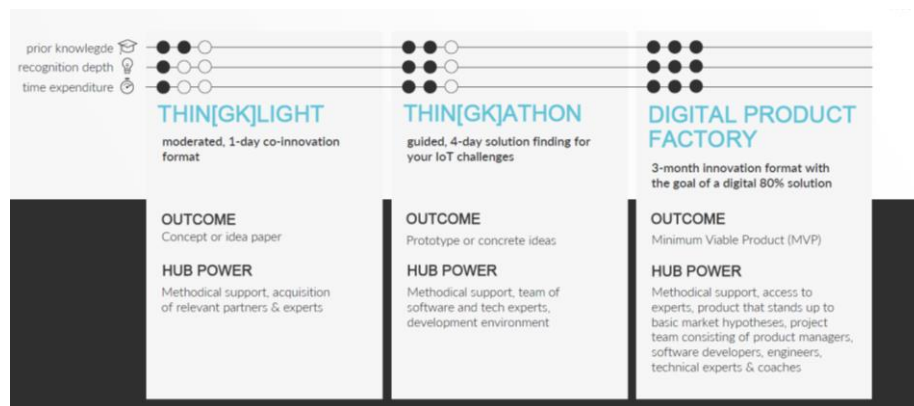 prior knowlegde
recognition depth
time expenditure
THIN[GK]LIGHT
moderated, 1-day co-innovation
format
OUTCOME
Concept or idea paper
HUB POWER
Methodical support, acquisition
of relevant partners & experts
THIN[GK]ATHON
guided, 4-day solution finding for
your IoT challenges
OUTCOME
Prototype or concrete ideas
HUB POWER
Methodical support, team of
software and tech experts,
development environment
DIGITAL PRODUCT
FACTORY
3-month innovation format with
the goal of a digital 80% solution
OUTCOME
Minimum Viable Product (MVP)
HUB POWER
Methodical support, access to
experts, product that stands up to
basic market hypotheses, project
team consisting of product managers,
software developers, engineers,
technical experts & coaches